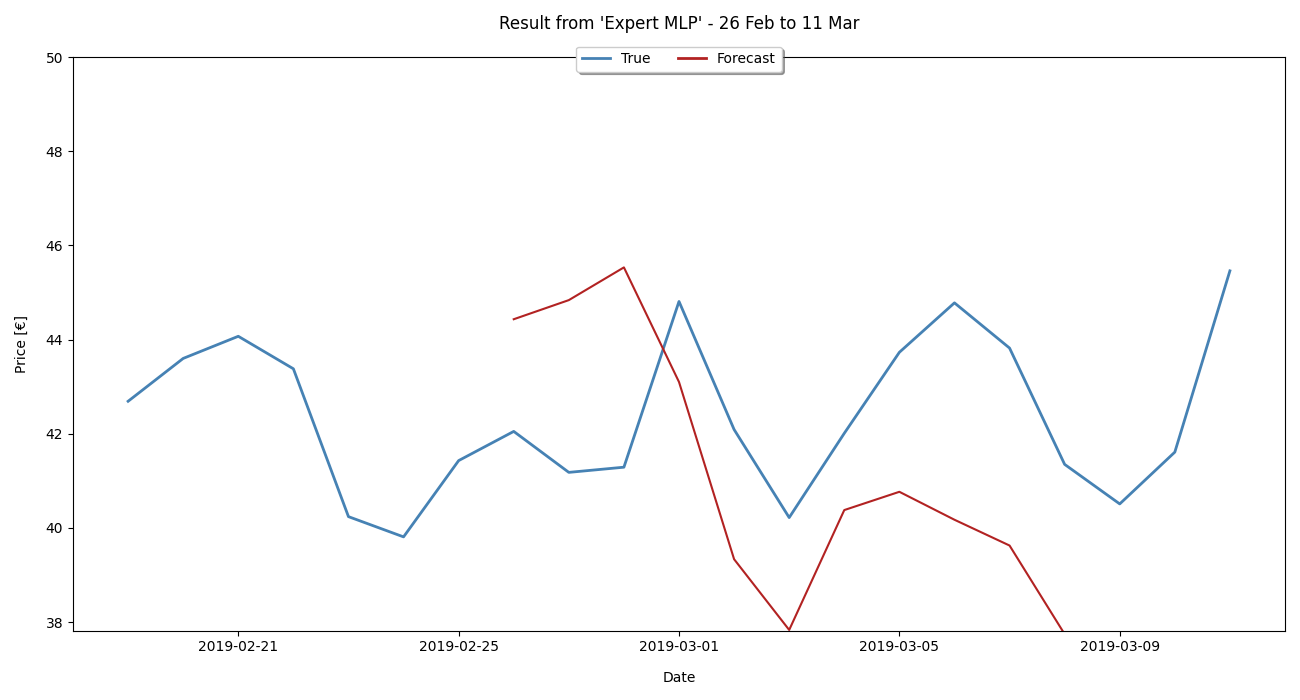 Result from 'Expert MLP' - 26 Feb to 11 Mar
True Forecast
50
48
46
44
42
40
38
Price [€]
2019-02-21 2019-02-25 2019-03-01 2019-03-05 2019-03-09
Date